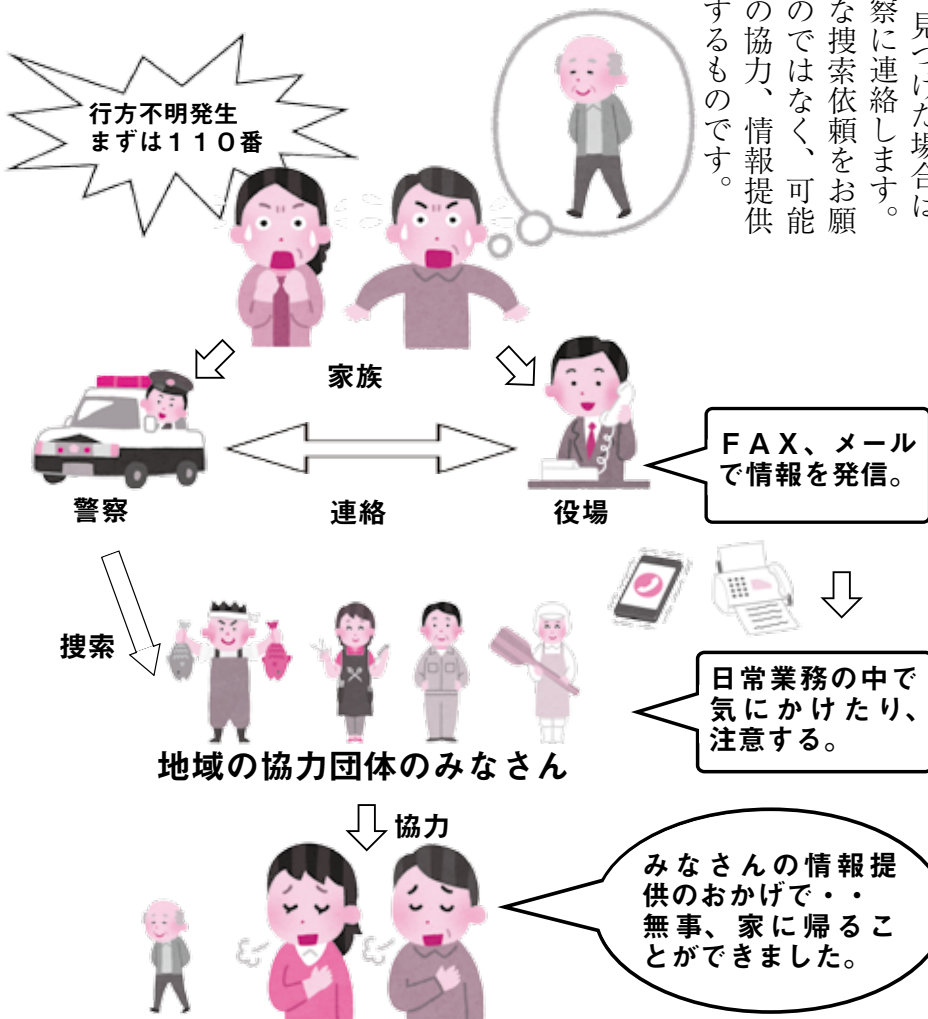 見つけた場合は
察に連絡します。
な捜索依頼をお願
のではなく、可能
の協力、情報提供
するものです。
行方不明発生
まずは１１０番
家族
警察
連絡
役場
ＦＡＸ、メール
で情報を発信。
捜索
日常業務の中で
気にかけたり、
注意する。
地域の協力団体のみなさん
協力
みなさんの情報提
供のおかげで・・
無事、家に帰るこ
とができました。